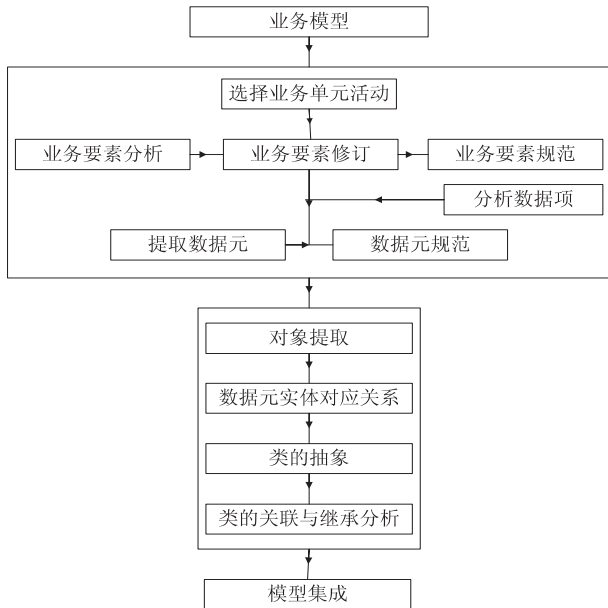 业务模型
选择业务单元活动
业务要素分析
业务要素修订
业务要素规范
分析数据项
提取数据元
数据元规范
对象提取
数据元实体对应关系
类的抽象
类的关联与继承分析
模型集成